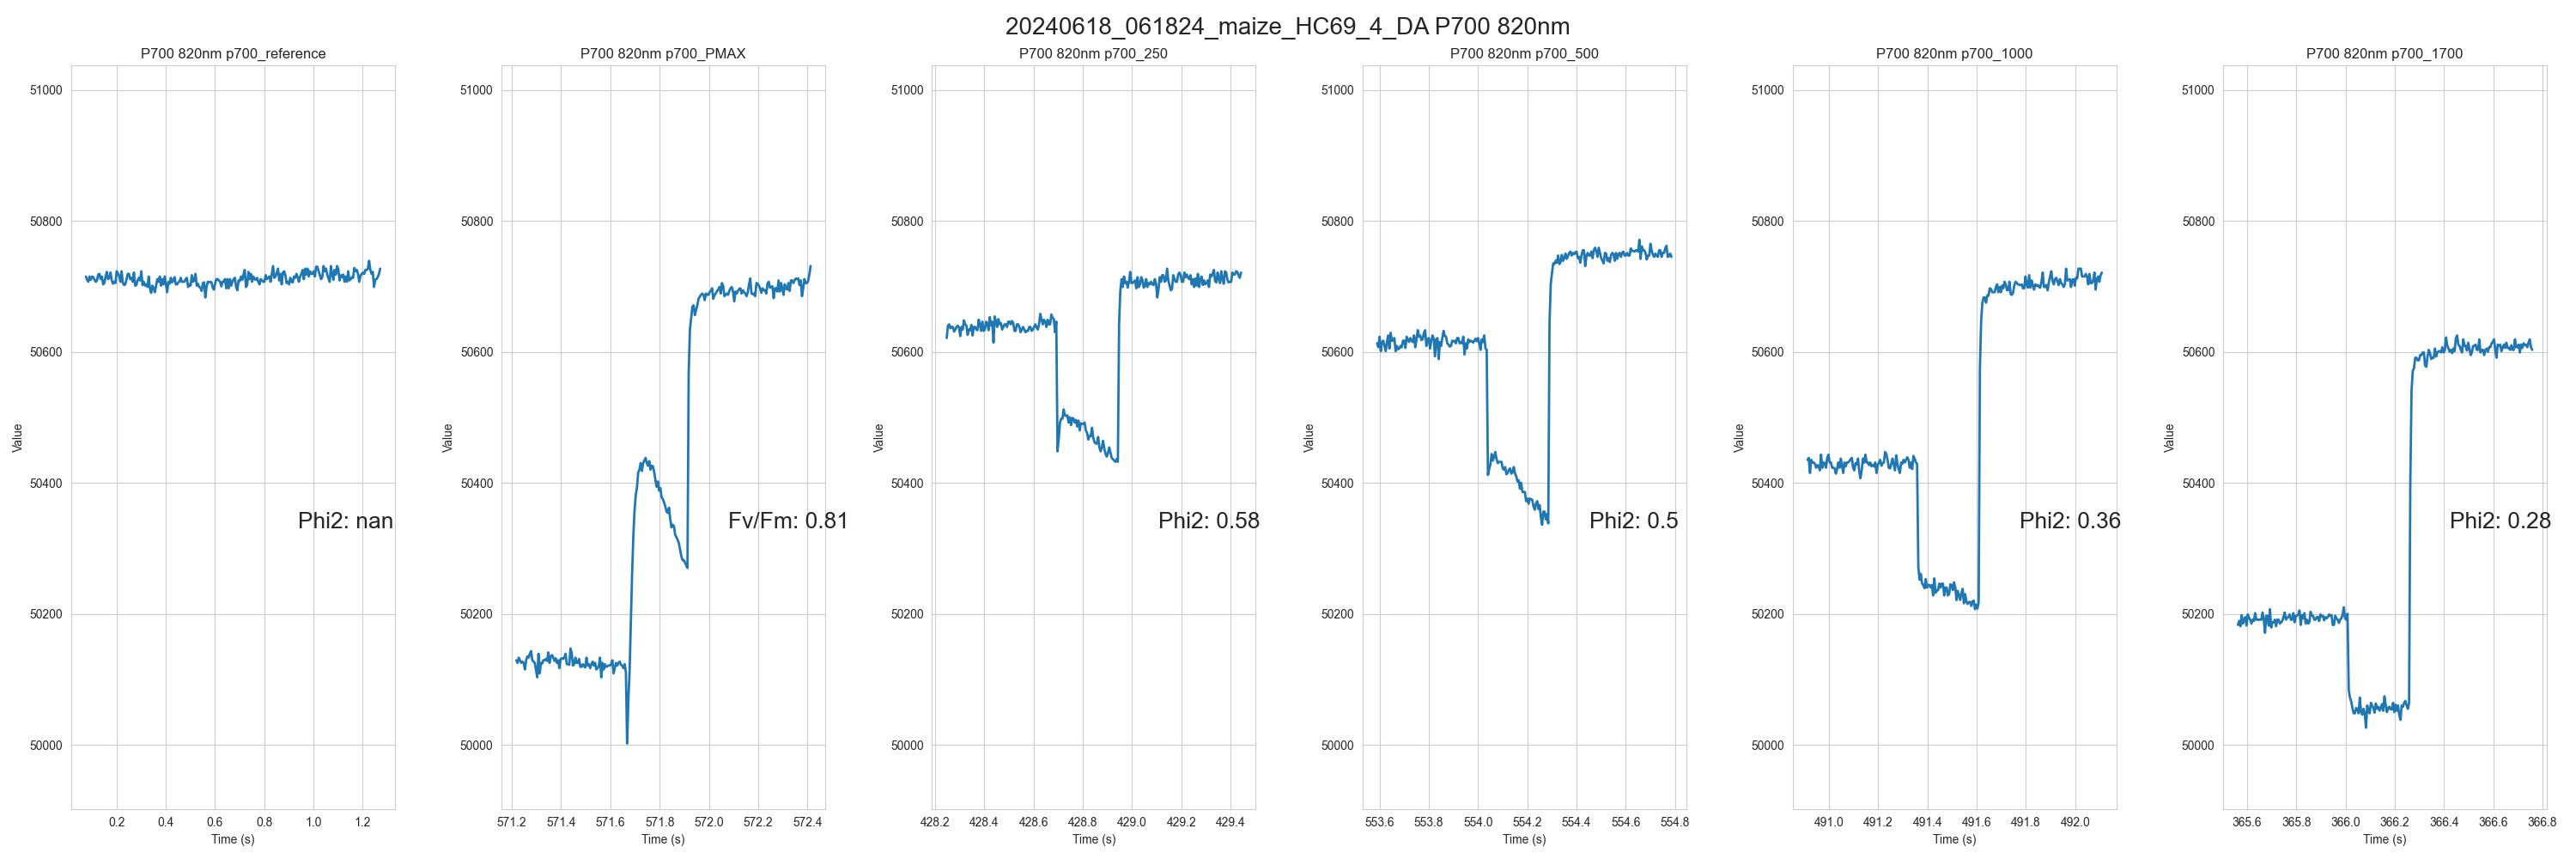 20240618_061824_maize_HC69_4_DA P700 820nm
P700 820nm p700_reference
51000
50800
50600
50400
50200
50000
Value
Phi2: nan
0.2 0.4 0.6 0.8 1.0 1.2
Time (s)
P700 820nm p700_PMAX
51000
50800
50600
50400
50200
50000
Value
Fv/Fm: 0.81
571.2 571.4 571.6 571.8 572.0 572.2 572.4
Time (s)
P700 820nm p700_250
51000
50800
50600
50400
50200
50000
Value
Phi2: 0.58
428.2 428.4 428.6 428.8 429.0 429.2 429.4
Time (s)
P700 820nm p700_500
51000
50800
50600
50400
50200
50000
Value
Phi2: 0.5
553.6 553.8 554.0 554.2 554.4 554.6 554.8
Time (s)
P700 820nm p700_1000
51000
50800
50600
50400
50200
50000
Value
Phi2: 0.36
491.0 491.2 491.4 491.6 491.8 492.0
Time (s)
P700 820nm p700_1700
51000
50800
50600
50400
50200
50000
Value
Phi2: 0.28
365.6 365.8 366.0 366.2 366.4 366.6 366.8
Time (s)